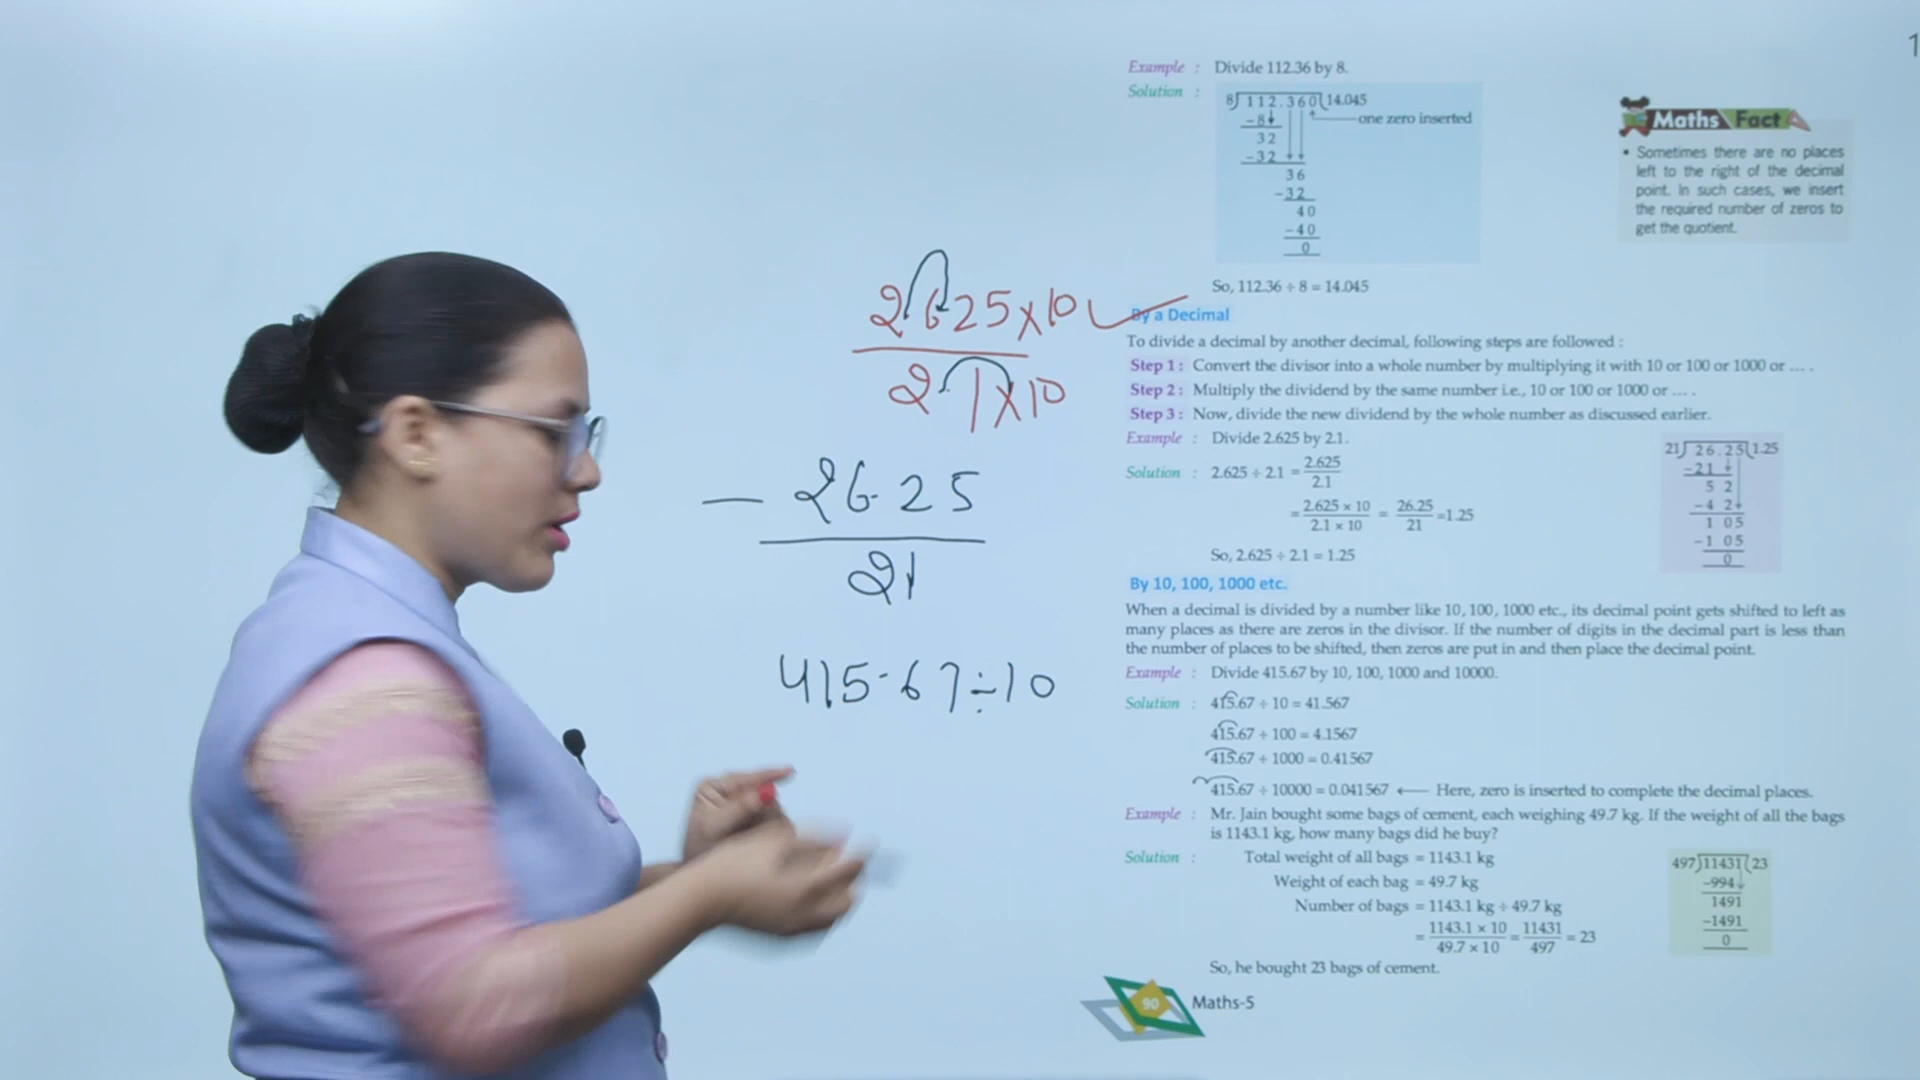 2.625×10
2.1×10
— 26.25
21
415.67÷10
1
Example : Divide 112.36 by 8.
Solution :
8)112.360(14.045
-8
one zero inserted
32
-32
36
-32
40
-40
0
So, 112.36 ÷ 8 = 14.045
Maths Fact
• Sometimes there are no places
left to the right of the decimal
point. In such cases, we insert
the required number of zeros to
get the quotient.
By a Decimal
To divide a decimal by another decimal, following steps are followed :
Step 1 : Convert the divisor into a whole number by multiplying it with 10 or 100 or 1000 or ... .
Step 2 : Multiply the dividend by the same number i.e., 10 or 100 or 1000 or ... .
Step 3 : Now, divide the new dividend by the whole number as discussed earlier.
Example : Divide 2.625 by 2.1.
Solution : 2.625 ÷ 2.1 = 2.625/2.1
= 2.625 × 10/2.1 × 10 = 26.25/21 =1.25
So, 2.625 ÷ 2.1 = 1.25
21)26.25(1.25
-21
5 2
-4 2
1 05
-1 05
0
By 10, 100, 1000 etc.
When a decimal is divided by a number like 10, 100, 1000 etc., its decimal point gets shifted to left as
many places as there are zeros in the divisor. If the number of digits in the decimal part is less than
the number of places to be shifted, then zeros are put in and then place the decimal point.
Example : Divide 415.67 by 10, 100, 1000 and 10000.
Solution : 415.67 ÷ 10 = 41.567
415.67 ÷ 100 = 4.1567
415.67 ÷ 1000 = 0.41567
415.67 ÷ 10000 = 0.041567 ← Here, zero is inserted to complete the decimal places.
Example : Mr. Jain bought some bags of cement, each weighing 49.7 kg. If the weight of all the bags
is 1143.1 kg, how many bags did he buy?
Solution : Total weight of all bags = 1143.1 kg
Weight of each bag = 49.7 kg
Number of bags = 1143.1 kg ÷ 49.7 kg
= 1143.1 × 10/49.7 × 10 = 11431/497 = 23
So, he bought 23 bags of cement.
497)11431(23
-994
1491
-1491
0
90 Maths-5